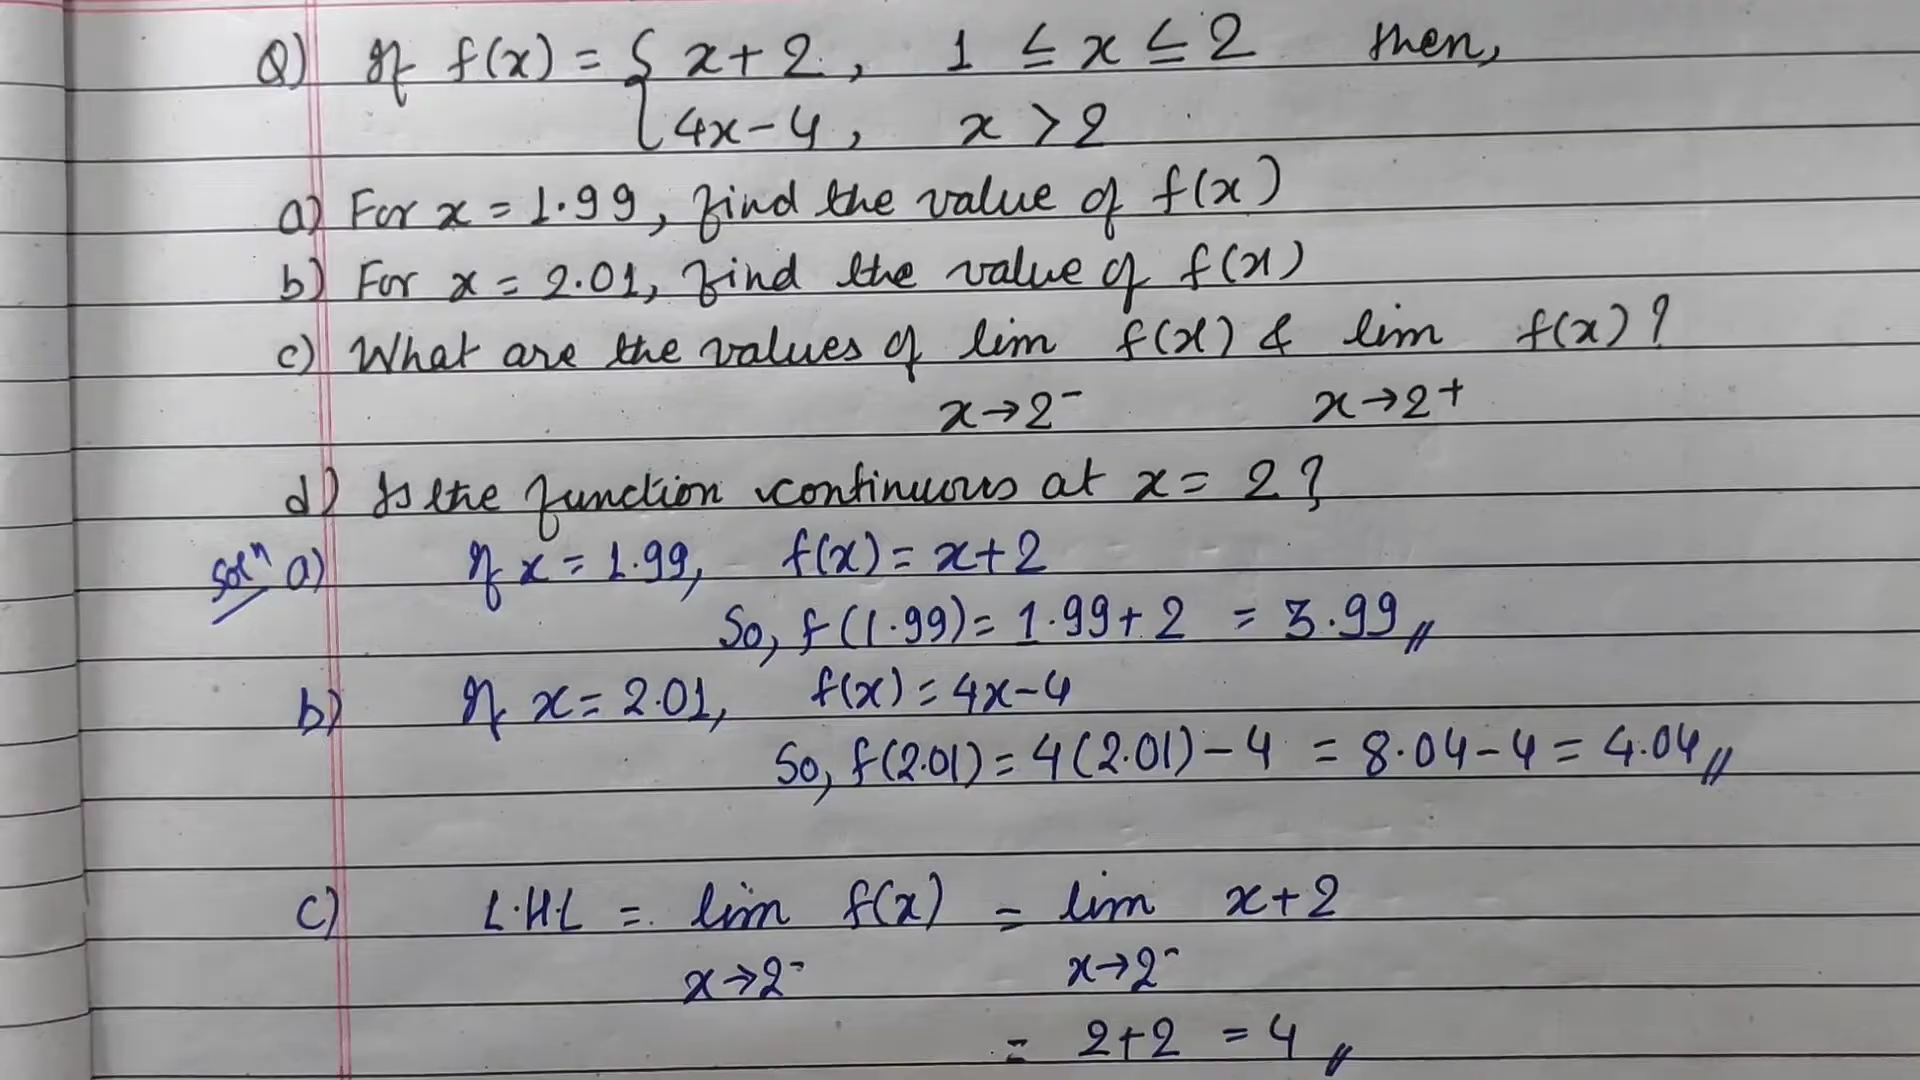 Q) If f(x) = { x+2, 1 ≤ x ≤ 2 then,
4x-4, x > 2
a) For x = 1.99, find the value of f(x)
b) For x = 2.01, find the value of f(x)
c) What are the values of lim f(x) & lim f(x)?
x→2⁻ x→2+
d) Is the function continuous at x = 2?
Solⁿ a) If x = 1.99, f(x) = x+2
So, f(1.99) = 1.99+2 = 3.99
b) If x = 2.01, f(x) = 4x-4
So, f(2.01) = 4(2.01) - 4 = 8.04 - 4 = 4.04
c) L.H.L = lim f(x) = lim x+2
x→2⁻ x→2⁻
= 2+2 = 4